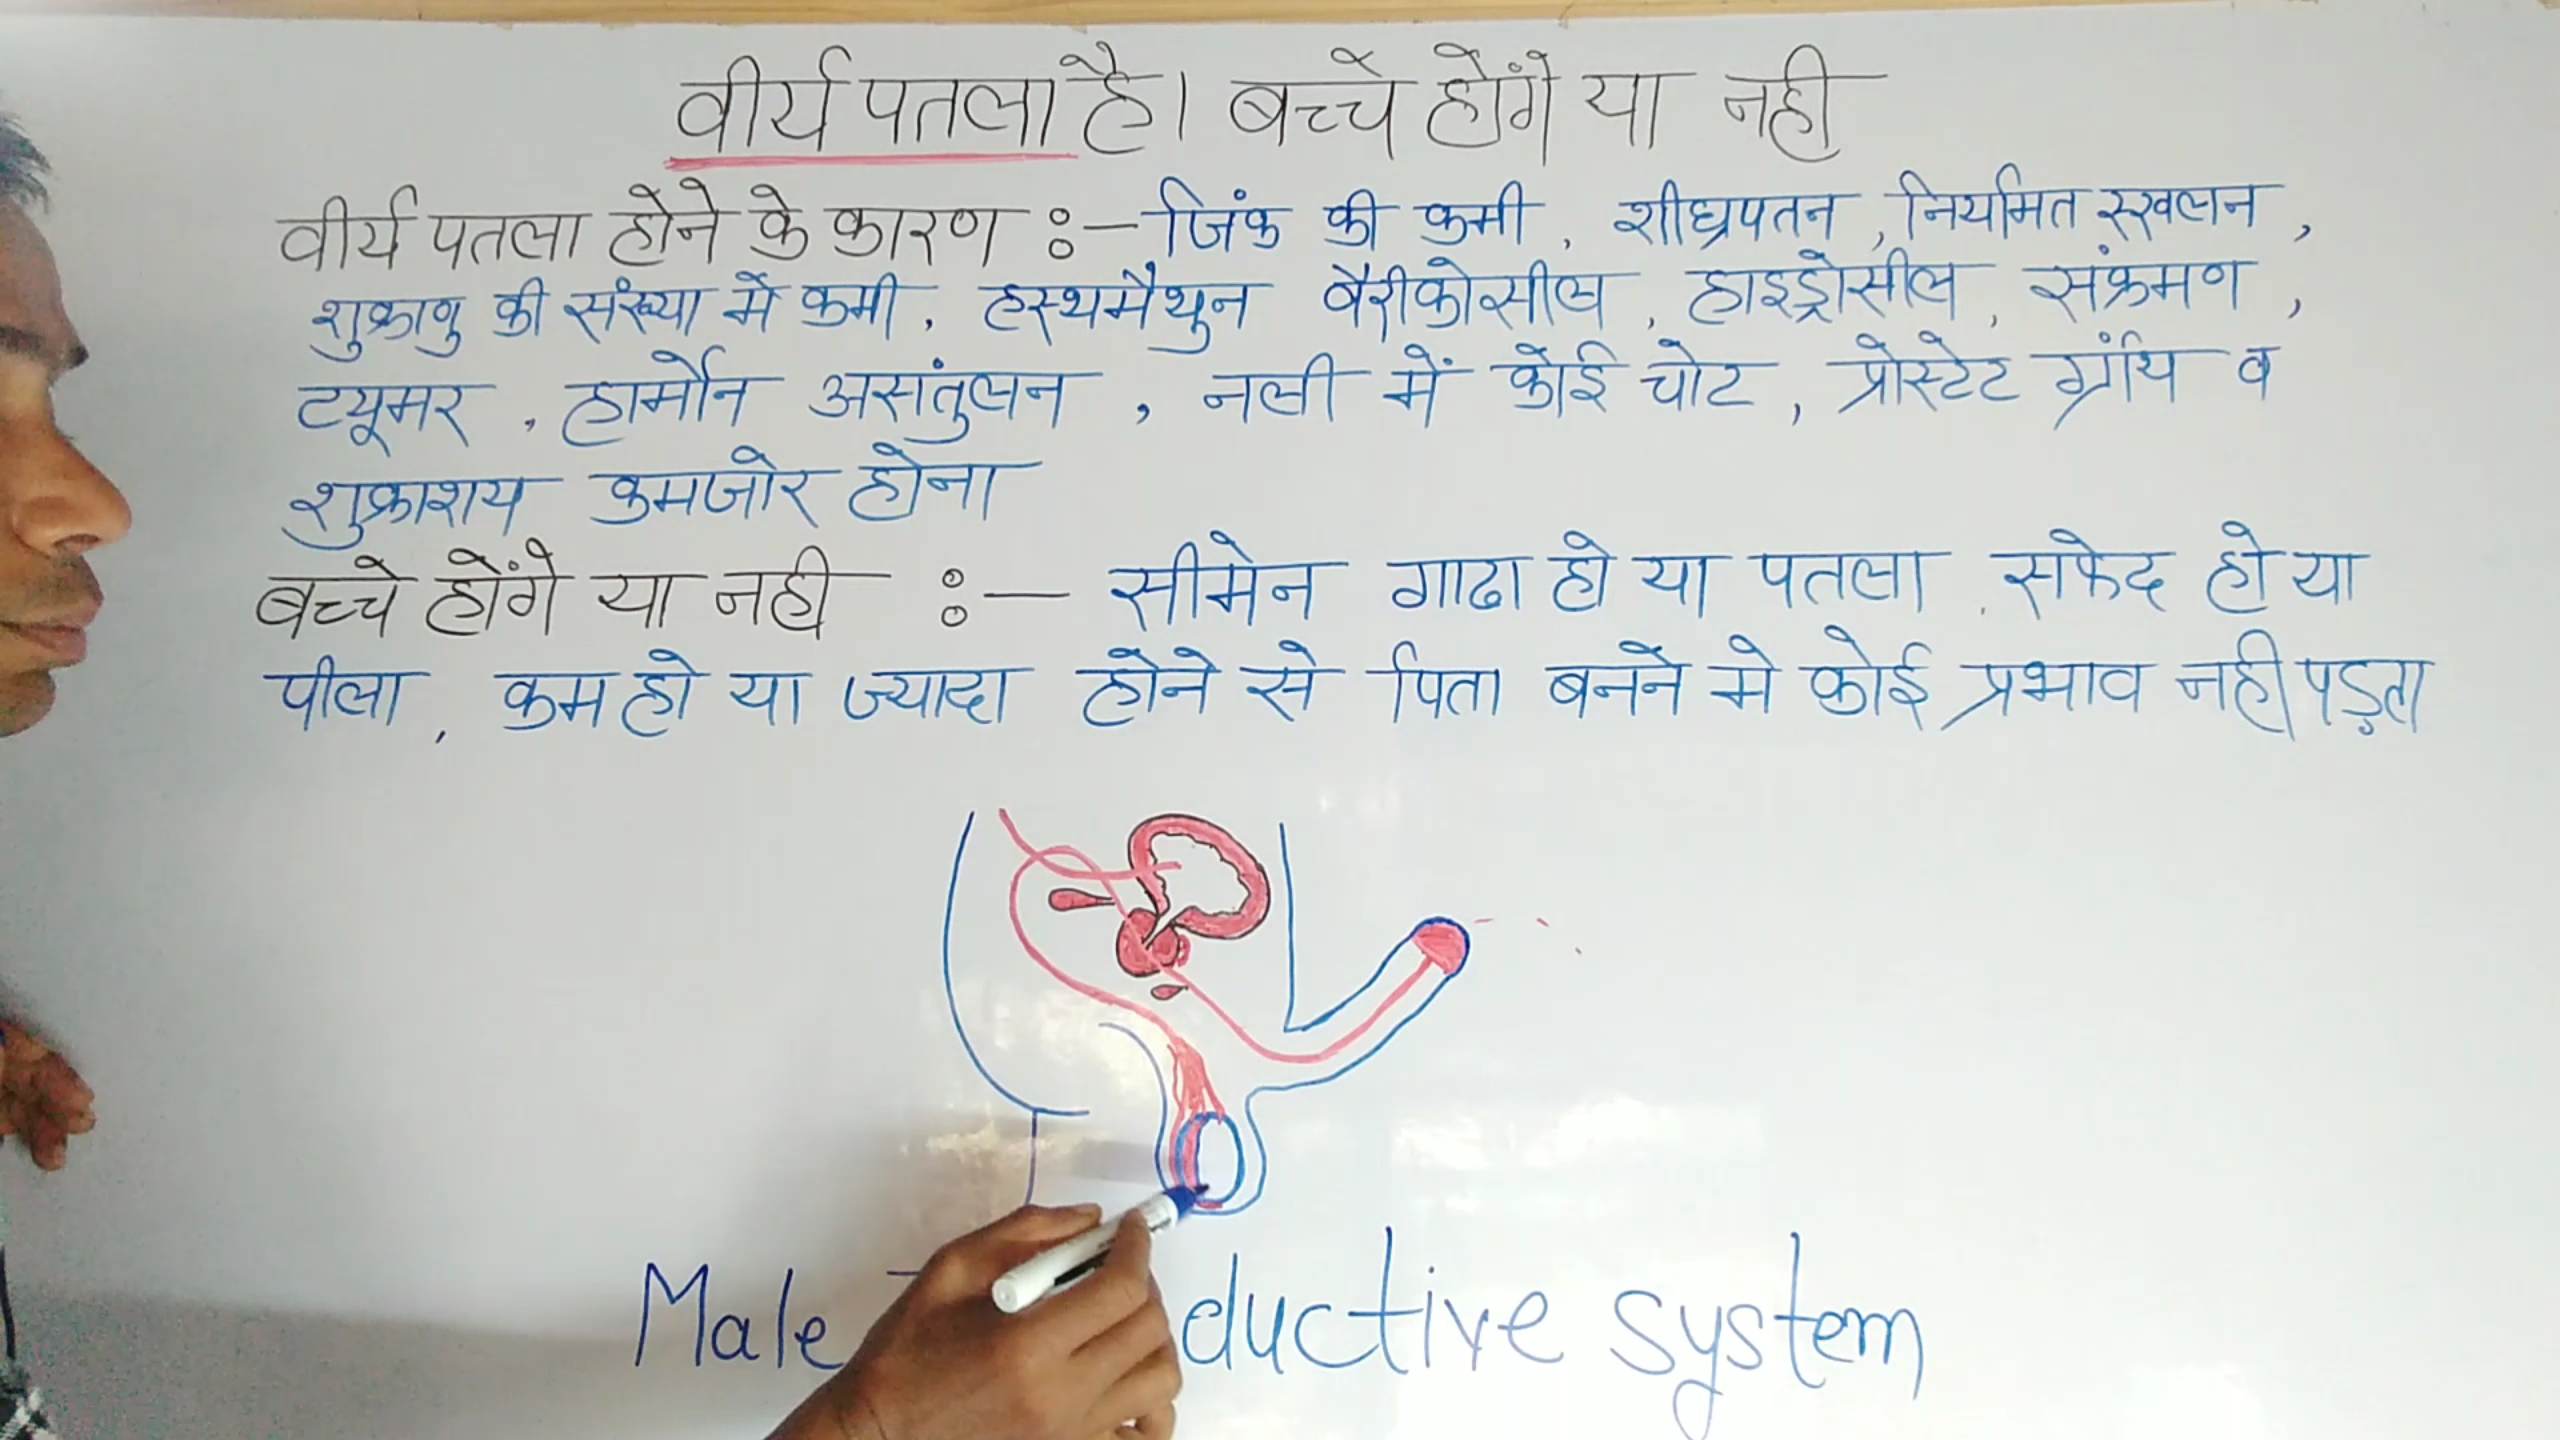 वीर्य पतला है। बच्चे होंगे या नही
वीर्य पतला होने के कारण :- जिंक की कमी, शीघ्रपतन, नियमित स्खलन,
शुक्राणु की संख्या में कमी, हस्थमैथुन वैरीकोसील, हाइड्रोसील, संक्रमण,
टयूमर, हार्मोन असंतुलन, नली में कोई चोट, प्रोस्टेट ग्रंथि व
शुक्राशय कमजोर होना
बच्चे होंगे या नही :- सीमेन गाढा हो या पतला, सफेद हो या
पीला, कम हो या ज्यादा होने से पिता बनने मे कोई प्रभाव नही पड़ता
Male ductive system